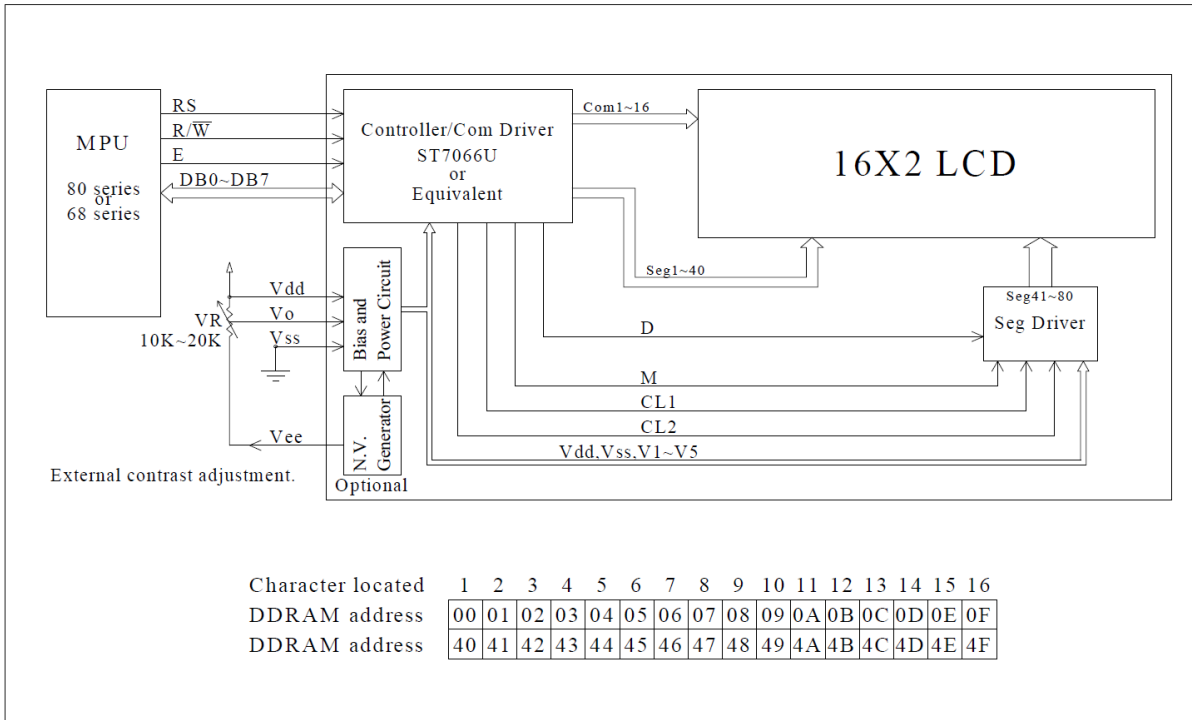 MPU
80 series
or
68 series
RS
R/W̅
E
DB0~DB7
Controller/Com Driver
ST7066U
or
Equivalent
Com1~16
16X2 LCD
Seg1~40
Seg41~80
Seg Driver
Vdd
Vo
Vss
VR
10K~20K
Bias and
Power Circuit
D
M
CL1
CL2
Vdd,Vss,V1~V5
N.V.
Generator
Optional
Vee
External contrast adjustment.
Character located 1 2 3 4 5 6 7 8 9 10 11 12 13 14 15 16
DDRAM address 00 01 02 03 04 05 06 07 08 09 0A 0B 0C 0D 0E 0F
DDRAM address 40 41 42 43 44 45 46 47 48 49 4A 4B 4C 4D 4E 4F